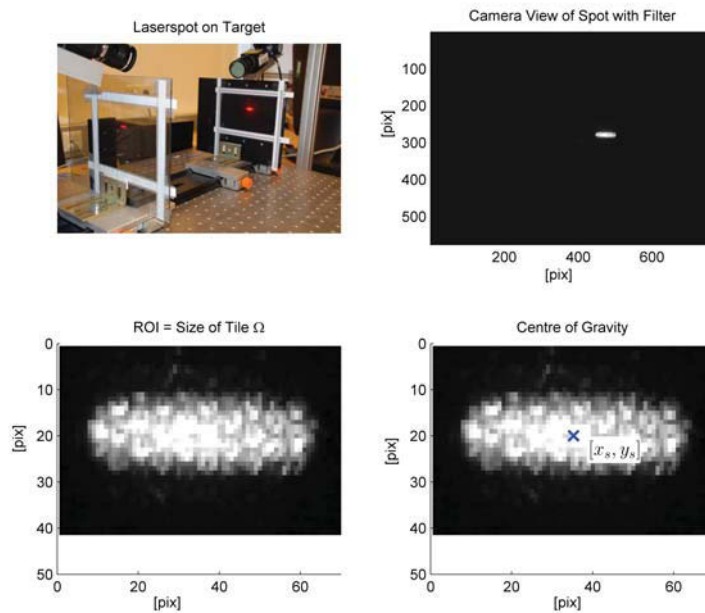 Laserspot on Target
Camera View of Spot with Filter
100
200
300
400
500
[pix]
200 400 600
[pix]
ROI = Size of Tile Ω
0
10
20
30
40
50
[pix]
0 20 40 60
[pix]
Centre of Gravity
0
10
20
30
40
50
[pix]
[x_s, y_s]
0 20 40 60
[pix]